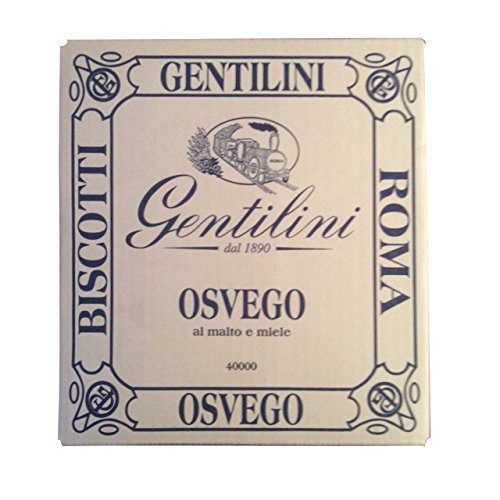 GENTILINI
BISCOTTI
ROMA
Gentilini
dal 1890
OSVEGO
al malto e miele
40000
OSVEGO